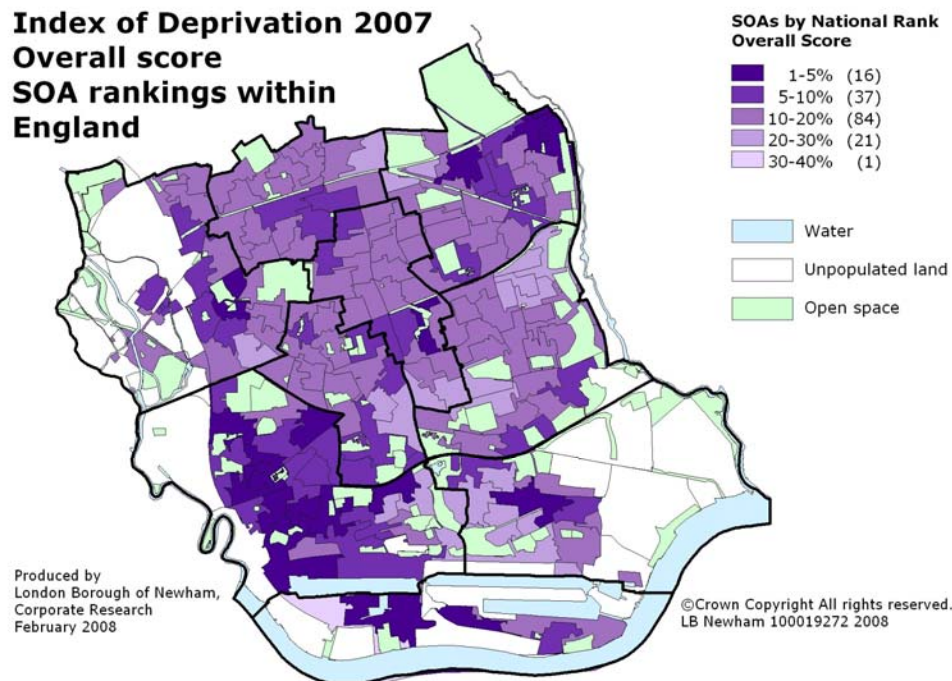 Index of Deprivation 2007
Overall score
SOA rankings within
England
SOAs by National Rank
Overall Score
1-5% (16)
5-10% (37)
10-20% (84)
20-30% (21)
30-40% (1)
Water
Unpopulated land
Open space
Produced by
London Borough of Newham,
Corporate Research
February 2008
©Crown Copyright All rights reserved.
LB Newham 100019272 2008